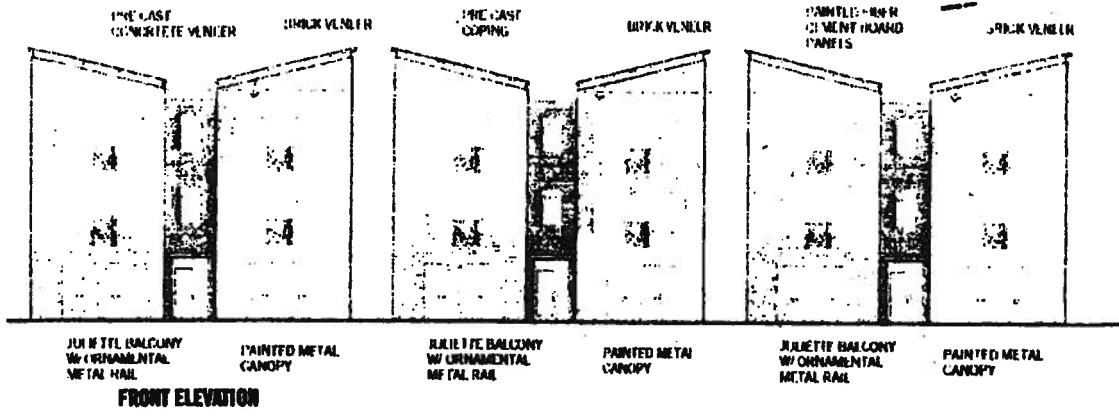 PRE CAST
CONCRETE VENEER
BRICK VENEER
PRE CAST
COPING
BRICK VENEER
PAINTED FIBER
CEMENT BOARD
PANELS
BRICK VENEER
JULIETTE BALCONY
W/ ORNAMENTAL
METAL RAIL
PAINTED METAL
CANOPY
JULIETTE BALCONY
W/ ORNAMENTAL
METAL RAIL
PAINTED METAL
CANOPY
JULIETTE BALCONY
W/ ORNAMENTAL
METAL RAIL
PAINTED METAL
CANOPY
FRONT ELEVATION